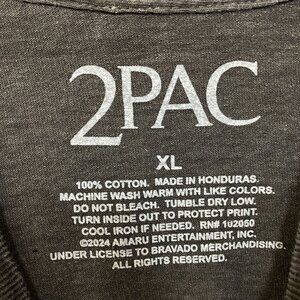 2PAC
XL
100% COTTON. MADE IN HONDURAS.
MACHINE WASH WARM WITH LIKE COLORS.
DO NOT BLEACH. TUMBLE DRY LOW.
TURN INSIDE OUT TO PROTECT PRINT.
COOL IRON IF NEEDED. RN# 102050
©2024 AMARU ENTERTAINMENT, INC.
UNDER LICENSE TO BRAVADO MERCHANDISING.
ALL RIGHTS RESERVED.